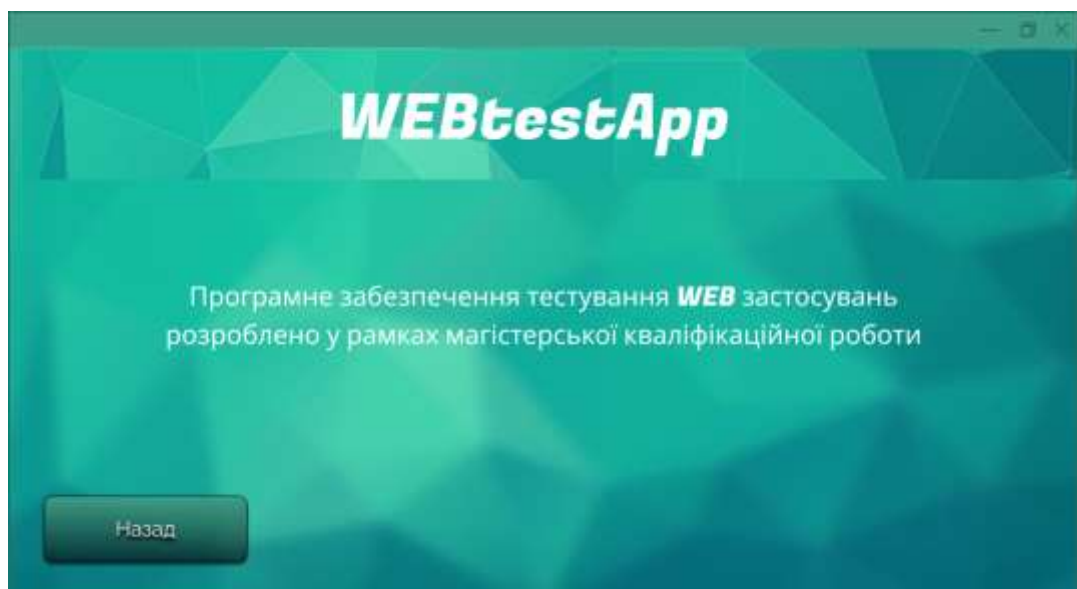 WEBtestApp
Програмне забезпечення тестування WEB застосувань
розроблено у рамках магістерської кваліфікаційної роботи
Назад